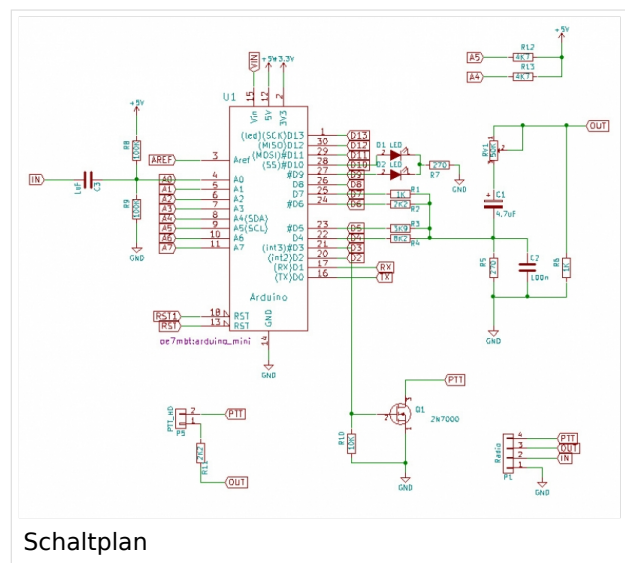 R12
4K7
R13
4K7
A5
A4
+5V
VIN
+5V
3.3V
15
12
2
U1
Vin
5V
3V3
+5V
R8
100K
AREF
3
Aref
IN
C3
A0
4
A0
A1
5
A1
A2
6
A2
A3
7
A3
A4
8
A4(SDA)
A5
9
A5(SCL)
A6
10
A6
A7
11
A7
R9
100K
GND
(led)(SCK)D13
1
D13
(MISO)D12
30
D12
(MOSI)#D11
29
D11
(SS)#D10
28
D10
#D9
27
D9
D8
26
D8
D7
25
D7
#D6
24
D6
#D5
23
D5
D4
22
D4
(int3)#D3
21
D3
(int2)D2
20
D2
(RX)D1
17
RX
(TX)D0
16
TX
D1 LED
D2 LED
270
R7
GND
R1
1K
2K2
R2
R3
3K9
8K2
R4
RV1
50K
OUT
C1
4.7uF
R5
270
C2
100n
R6
1K
GND
Arduino
RST1
18
RST
RST
13
RST
GND
14
oe7mbt:arduino_mini
GND
PTT_HD
P5
2
1
PTT
R11
2K2
OUT
R10
10K
PTT
3
2
1
Q1
2N7000
GND
Radio
P1
4
3
2
1
PTT
OUT
IN
GND
Schaltplan